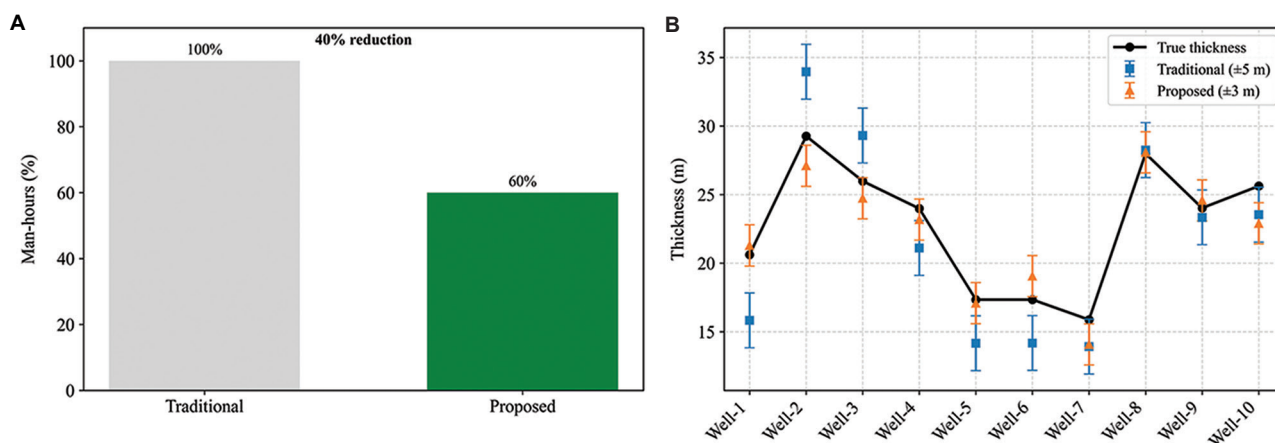 A
40% reduction
100%
60%
Man-hours (%)
100
80
60
40
20
0
Traditional
Proposed
B
True thickness
Traditional (±5 m)
Proposed (±3 m)
Thickness (m)
35
30
25
20
15
Well-1
Well-2
Well-3
Well-4
Well-5
Well-6
Well-7
Well-8
Well-9
Well-10